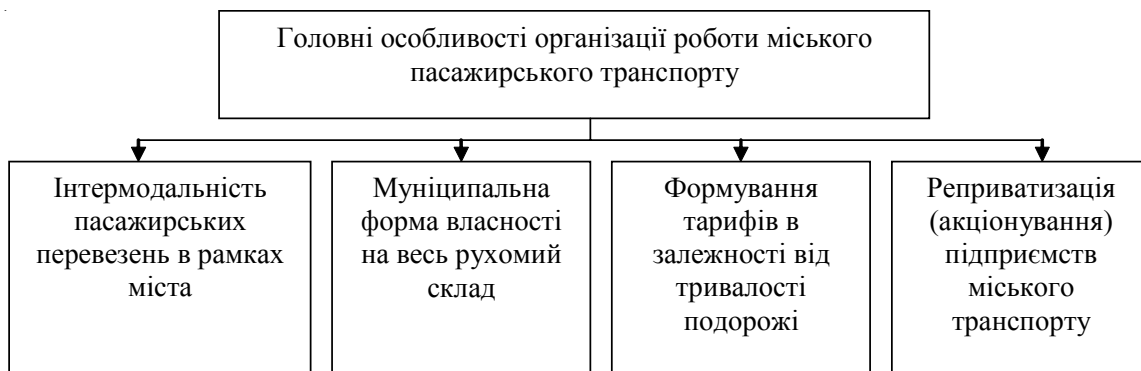 Головні особливості організації роботи міського
пасажирського транспорту
Інтермодальність
пасажирських
перевезень в рамках
міста
Муніципальна
форма власності
на весь рухомий
склад
Формування
тарифів в
залежності від
тривалості
подорожі
Реприватизація
(акціонування)
підприємств
міського
транспорту